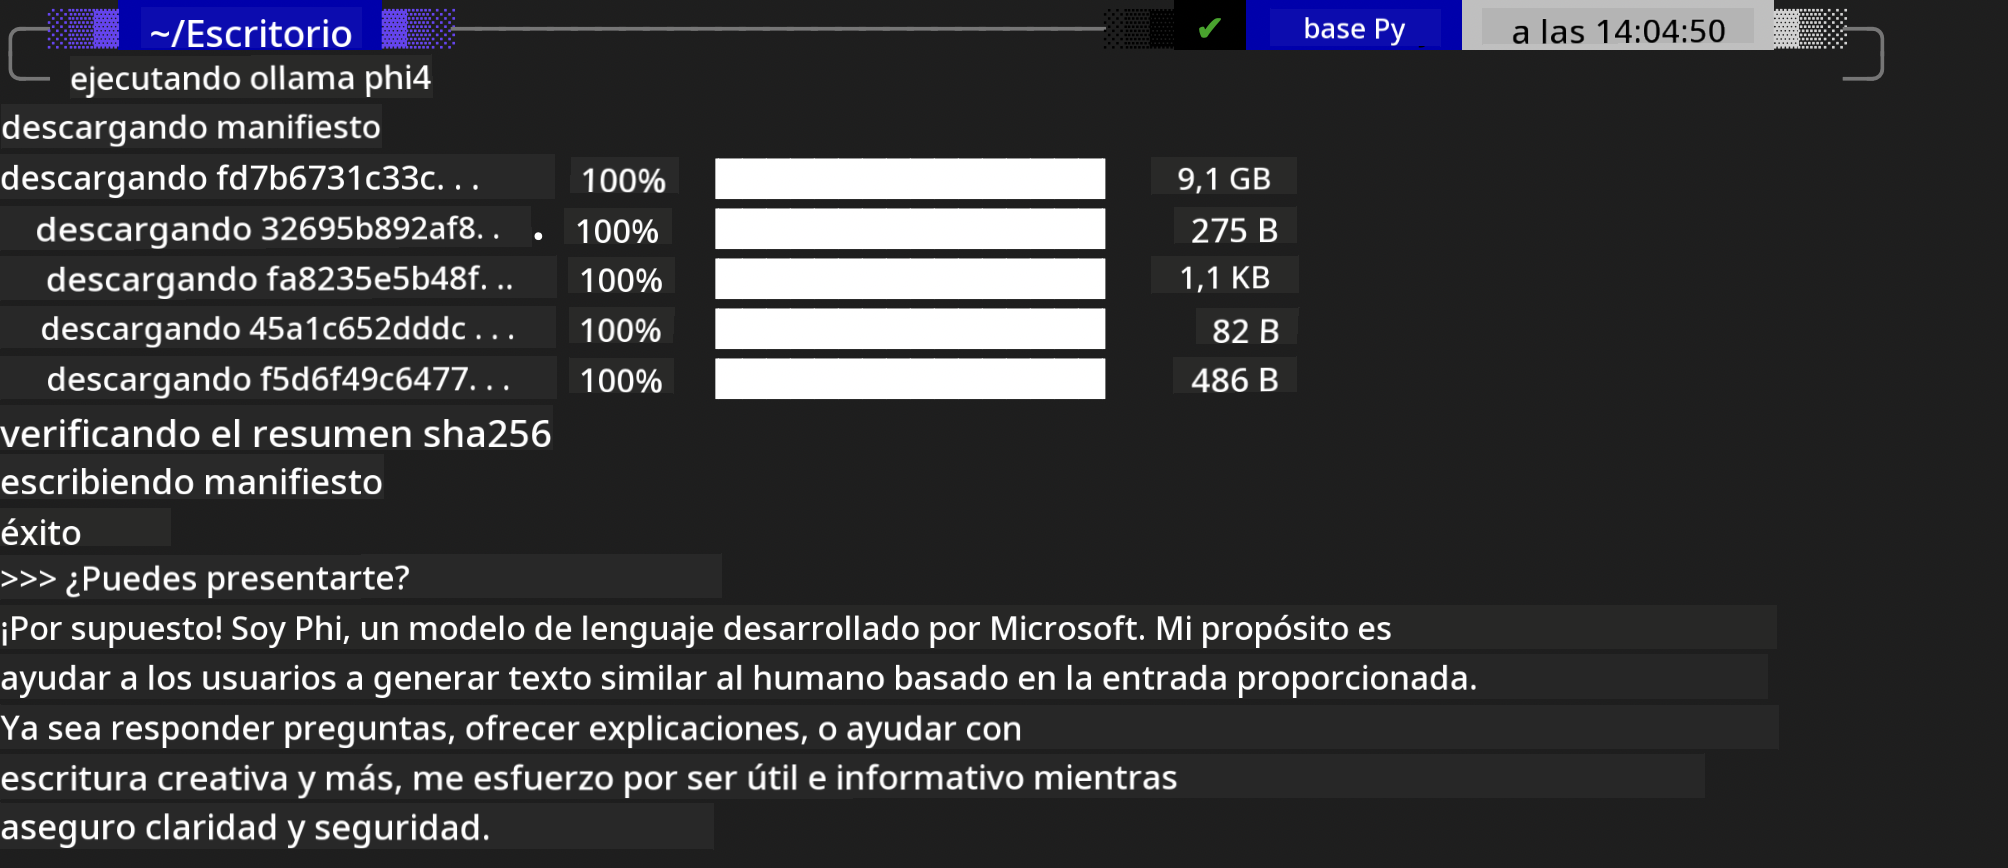 ~/Escritorio ✔ base Py a las 14:04:50
ejecutando ollama phi4
descargando manifiesto
descargando fd7b6731c33c. . . 100% 9,1 GB
descargando 32695b892af8. . . 100% 275 B
descargando fa8235e5b48f. .. 100% 1,1 KB
descargando 45a1c652dddc . . . 100% 82 B
descargando f5d6f49c6477. . . 100% 486 B
verificando el resumen sha256
escribiendo manifiesto
éxito
>>> ¿Puedes presentarte?
¡Por supuesto! Soy Phi, un modelo de lenguaje desarrollado por Microsoft. Mi propósito es
ayudar a los usuarios a generar texto similar al humano basado en la entrada proporcionada.
Ya sea responder preguntas, ofrecer explicaciones, o ayudar con
escritura creativa y más, me esfuerzo por ser útil e informativo mientras
aseguro claridad y seguridad.